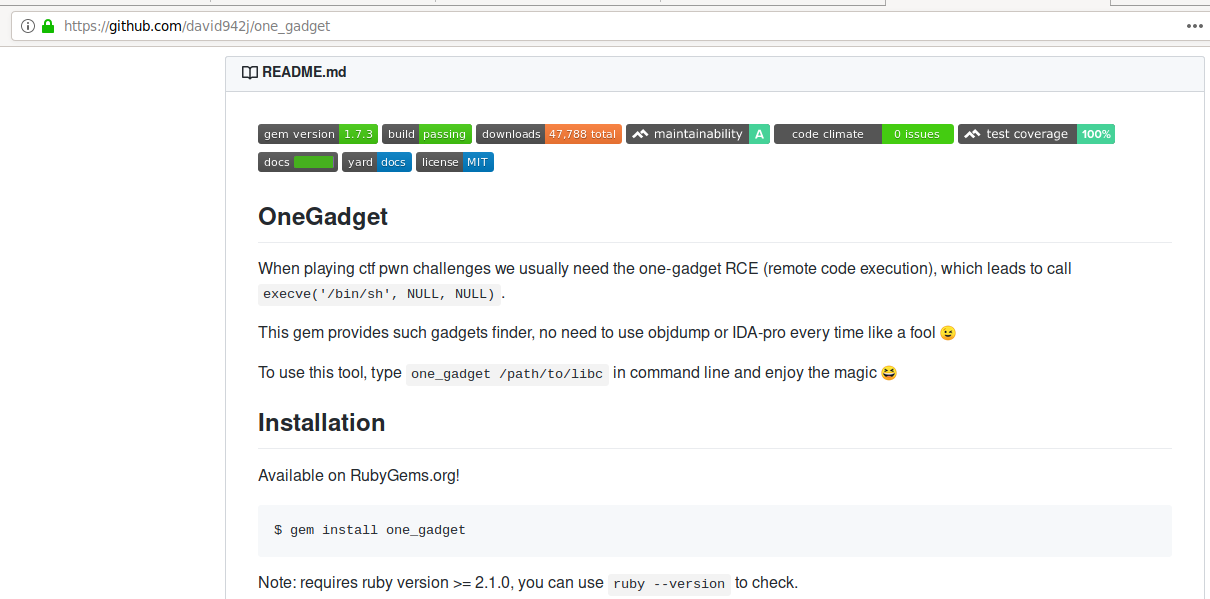 https://github.com/david942j/one_gadget
README.md
gem version 1.7.3 build passing downloads 47,788 total maintainability A code climate 0 issues test coverage 100%
docs yard docs license MIT
OneGadget
When playing ctf pwn challenges we usually need the one-gadget RCE (remote code execution), which leads to call
execve('/bin/sh', NULL, NULL) .
This gem provides such gadgets finder, no need to use objdump or IDA-pro every time like a fool 😉
To use this tool, type one_gadget /path/to/libc in command line and enjoy the magic 😆
Installation
Available on RubyGems.org!
$ gem install one_gadget
Note: requires ruby version >= 2.1.0, you can use ruby --version to check.